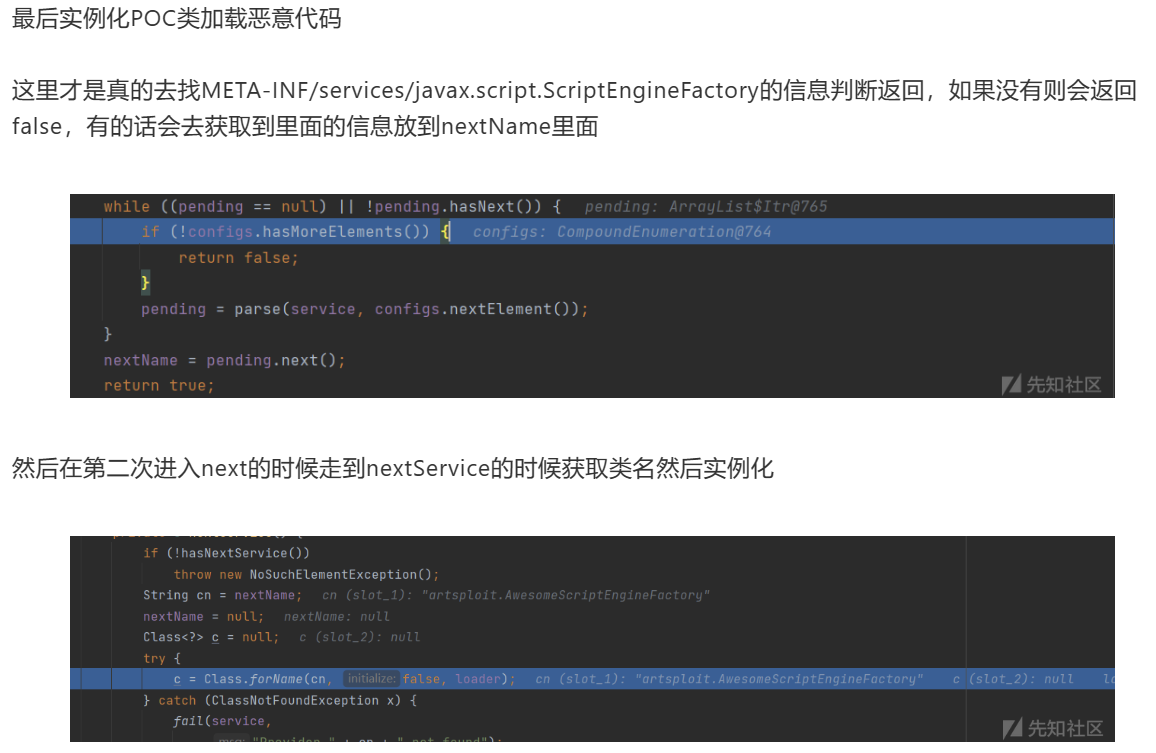 最后实例化POC类加载恶意代码
这里才是真的去找META-INF/services/javax.script.ScriptEngineFactory的信息判断返回，如果没有则会返回
false，有的话会去获取到里面的信息放到nextName里面
while ((pending == null) || !pending.hasNext()) {   pending: ArrayList$Itr@765
if (!configs.hasMoreElements()) {   configs: CompoundEnumeration@764
return false;
}
pending = parse(service, configs.nextElement());
}
nextName = pending.next();
return true;
先知社区
然后在第二次进入next的时候走到nextService的时候获取类名然后实例化
if (!hasNextService())
throw new NoSuchElementException();
String cn = nextName;   cn (slot_1): "artsploit.AwesomeScriptEngineFactory"
nextName = null;   nextName: null
Class<?> c = null;   c (slot_2): null
try {
c = Class.forName(cn, initialize: false, loader);   cn (slot_1): "artsploit.AwesomeScriptEngineFactory"   c (slot_2): null
} catch (ClassNotFoundException x) {
fail(service,
先知社区